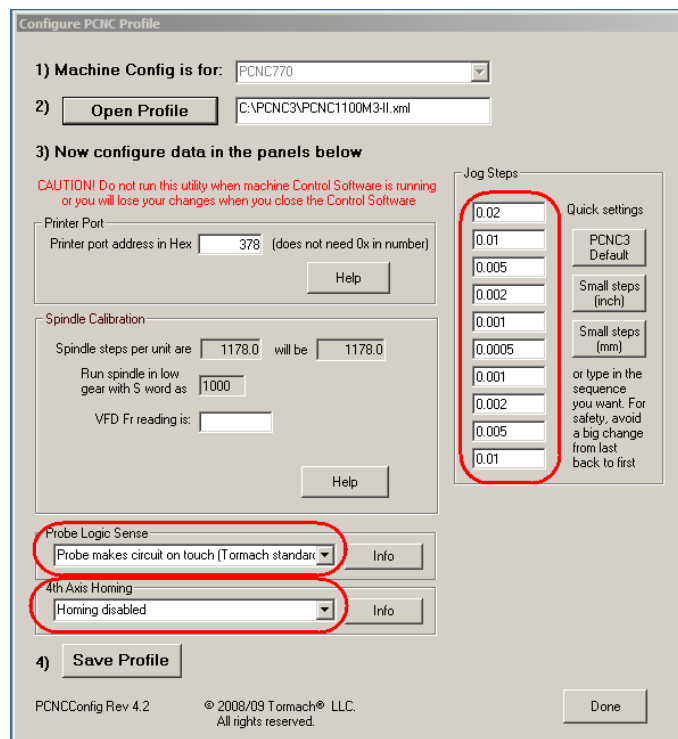 Configure PCNC Profile
1) Machine Config is for:
PCNC770
2)
Open Profile
C:\PCNC3\PCNC1100M3-II.xml
3) Now configure data in the panels below
CAUTION! Do not run this utility when machine Control Software is running
or you will lose your changes when you close the Control Software
Printer Port
Printer port address in Hex
378
(does not need 0x in number)
Help
Spindle Calibration
Spindle steps per unit are
1178.0
will be
1178.0
Run spindle in low
gear with S word as
1000
VFD Fr reading is:
Help
Probe Logic Sense
Probe makes circuit on touch (Tormach standarc
Info
4th Axis Homing
Homing disabled
Info
4)
Save Profile
PCNCConfig Rev 4.2
© 2008/09 Tormach® LLC.
All rights reserved.
Jog Steps
0.02
0.01
0.005
0.002
0.001
0.0005
0.001
0.002
0.005
0.01
Quick settings
PCNC3
Default
Small steps
(inch)
Small steps
(mm)
or type in the
sequence
you want. For
safety, avoid
a big change
from last
back to first
Done